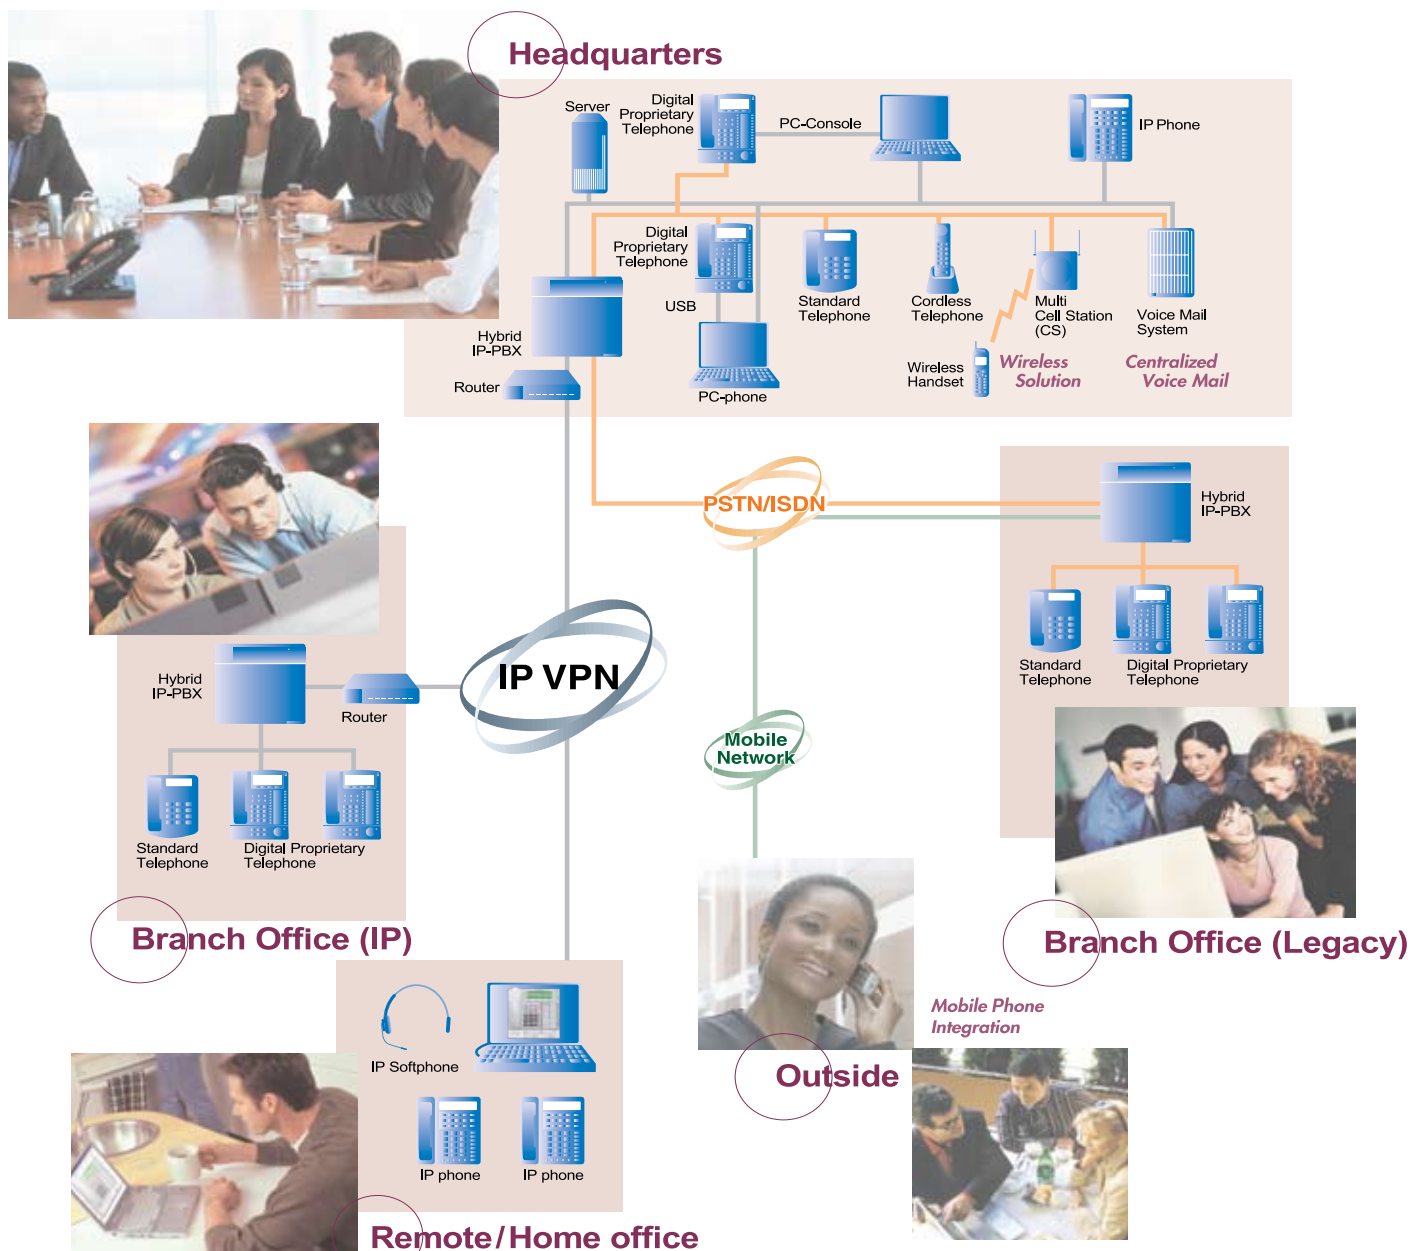 Headquarters
Server
Digital
Proprietary
Telephone
PC-Console
IP Phone
Digital
Proprietary
Telephone
USB
Standard
Telephone
Cordless
Telephone
Multi
Cell Station
(CS)
Voice Mail
System
Hybrid
IP-PBX
Router
PC-phone
Wireless
Handset
Wireless
Solution
Centralized
Voice Mail
PSTN/ISDN
Hybrid
IP-PBX
Standard
Telephone
Digital Proprietary
Telephone
IP VPN
Hybrid
IP-PBX
Router
Mobile
Network
Standard
Telephone
Digital Proprietary
Telephone
Branch Office (IP)
Branch Office (Legacy)
Mobile Phone
Integration
IP Softphone
Outside
IP phone
IP phone
Remote/Home office